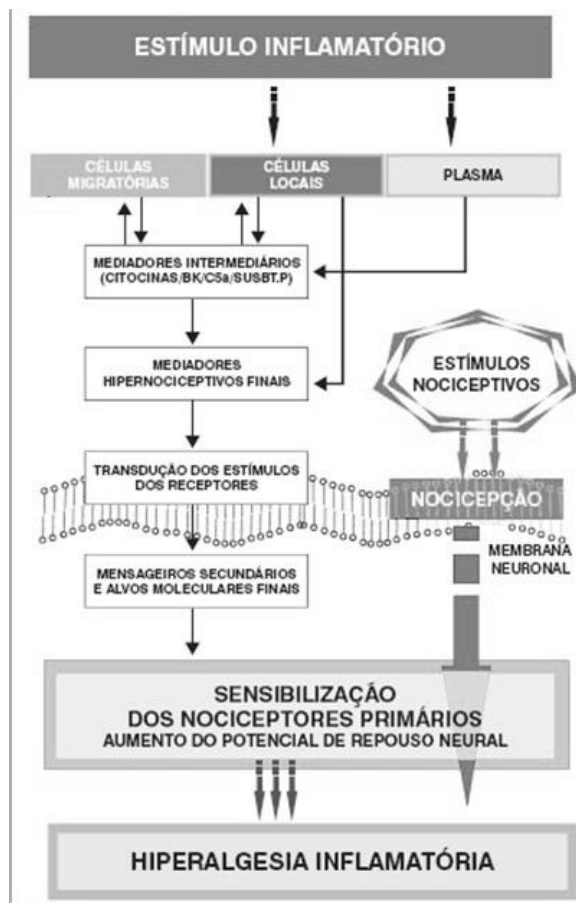 ESTÍMULO INFLAMATÓRIO
CÉLULAS
MIGRATÓRIAS
CÉLULAS
LOCAIS
PLASMA
MEDIADORES INTERMEDIÁRIOS
(CITOCINAS/BK/C5a/SUSBT.P)
MEDIADORES
HIPERNOCICEPTIVOS FINAIS
ESTÍMULOS
NOCICEPTIVOS
TRANSDUÇÃO DOS ESTÍMULOS
DOS RECEPTORES
NOCICEPÇÃO
MEMBRANA
NEURONAL
MENSAGEIROS SECUNDÁRIOS
E ALVOS MOLECULARES FINAIS
SENSIBILIZAÇÃO
DOS NOCICEPTORES PRIMÁRIOS
AUMENTO DO POTENCIAL DE REPOUSO NEURAL
HIPERALGESIA INFLAMATÓRIA